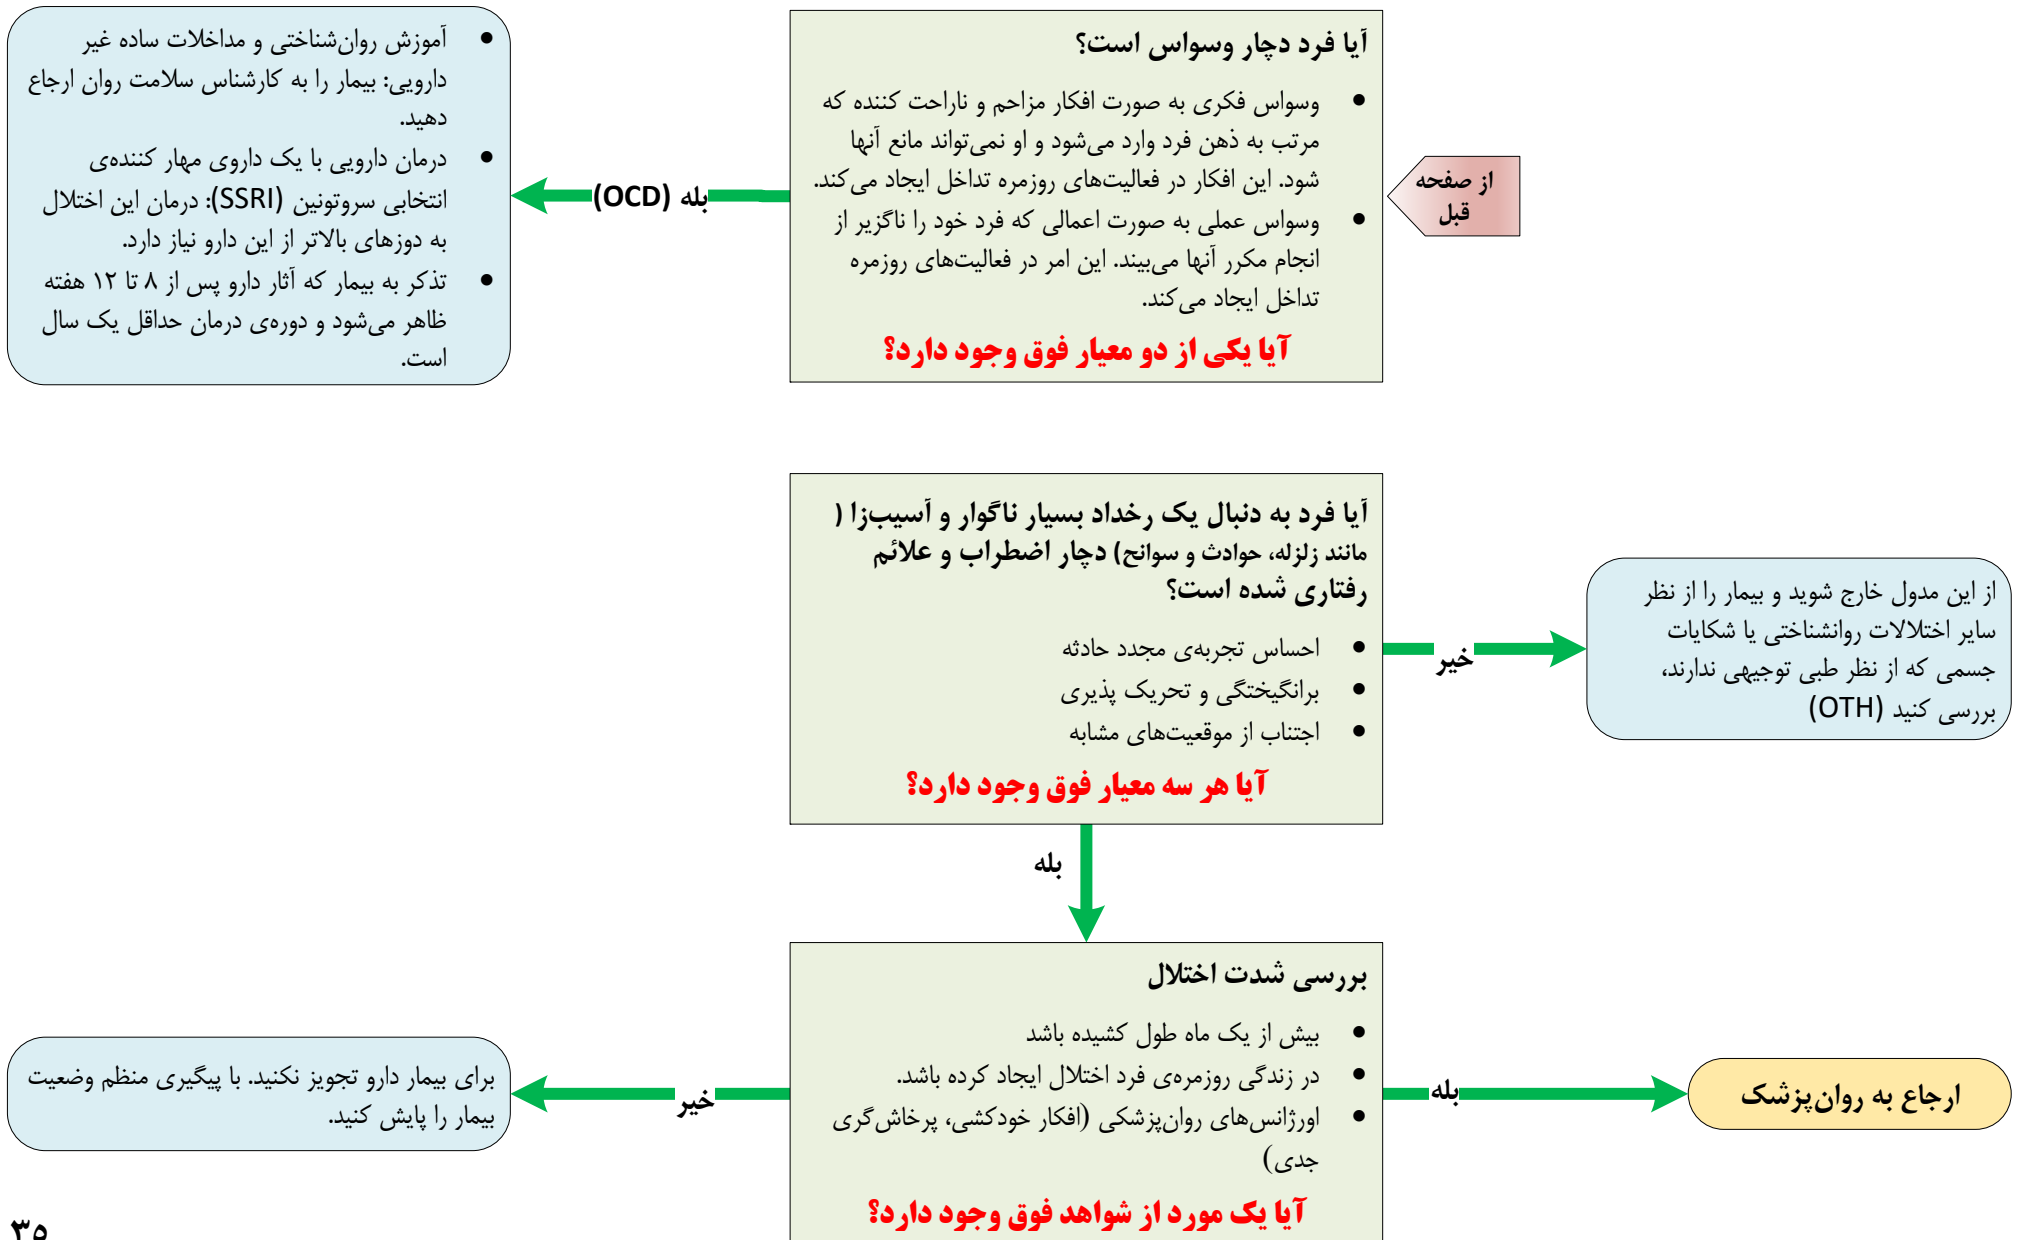 از صفحه
قبل
آیا فرد دچار وسواس است؟
● وسواس فکری به صورت افکار مزاحم و ناراحت کننده که
مرتب به ذهن فرد وارد می‌شود و او نمی‌تواند مانع آنها
شود. این افکار در فعالیت‌های روزمره تداخل ایجاد می‌کند.
● وسواس عملی به صورت اعمالی که فرد خود را ناگزیر از
انجام مکرر آنها می‌بیند. این امر در فعالیت‌های روزمره
تداخل ایجاد می‌کند.
آیا یکی از دو معیار فوق وجود دارد؟
بله (OCD)
● آموزش روان‌شناختی و مداخلات ساده غیر
دارویی: بیمار را به کارشناس سلامت روان ارجاع
دهید.
● درمان دارویی با یک داروی مهار کننده‌ی
انتخابی سروتونین (SSRI): درمان این اختلال
به دوزهای بالاتر از این دارو نیاز دارد.
● تذکر به بیمار که آثار دارو پس از ۸ تا ۱۲ هفته
ظاهر می‌شود و دوره‌ی درمان حداقل یک سال
است.
آیا فرد به دنبال یک رخداد بسیار ناگوار و آسیب‌زا (
مانند زلزله، حوادث و سوانح) دچار اضطراب و علائم
رفتاری شده است؟
● احساس تجربه‌ی مجدد حادثه
● برانگیختگی و تحریک پذیری
● اجتناب از موقعیت‌های مشابه
آیا هر سه معیار فوق وجود دارد؟
خیر
از این مدول خارج شوید و بیمار را از نظر
سایر اختلالات روانشناختی یا شکایات
جسمی که از نظر طبی توجیهی ندارند،
بررسی کنید (OTH)
بله
بررسی شدت اختلال
● بیش از یک ماه طول کشیده باشد
● در زندگی روزمره‌ی فرد اختلال ایجاد کرده باشد.
● اورژانس‌های روان‌پزشکی (افکار خودکشی، پرخاش‌گری
جدی)
آیا یک مورد از شواهد فوق وجود دارد؟
بله
ارجاع به روان‌پزشک
خیر
برای بیمار دارو تجویز نکنید. با پیگیری منظم وضعیت
بیمار را پایش کنید.
۳۵